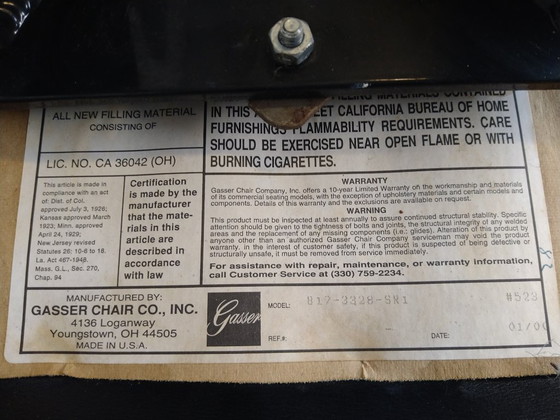 ALL NEW FILLING MATERIAL
CONSISTING OF
LIC. NO. CA 36042 (OH)
This article is made in
compliance with an act
of: Dist. of Col.
approved July 3, 1926;
Kansas approved March
1923; Minn. approved
April 24, 1929;
New Jersey revised
Statutes 26: 10-6 to 18.
La. Act 467-1948,
Mass. G.L., Sec. 270,
Chap. 94
Certification
is made by the
manufacturer
that the mate-
rials in this
article are
described in
accordance
with law
FILLING MATERIALS CONTAINED
IN THIS MEET CALIFORNIA BUREAU OF HOME
FURNISHINGS FLAMMABILITY REQUIREMENTS. CARE
SHOULD BE EXERCISED NEAR OPEN FLAME OR WITH
BURNING CIGARETTES.
WARRANTY
Gasser Chair Company, Inc. offers a 10-year Limited Warranty on the workmanship and materials
of its commercial seating models, with the exception of upholstery materials and certain models and
components. Details of this warranty and the exclusions are available on request.
WARNING
This product must be inspected at least annually to assure continued structural stability. Specific
attention should be given to the tightness of bolts and joints, the structural integrity of any welded
areas and the replacement of any missing components (i.e.: glides). Alteration of this product by
anyone other than an authorized Gasser Chair Company serviceman may void the product
warranty. In the interest of customer safety, if this product is suspected of being defective or
structurally unsafe, it must be removed from service immediately.
For assistance with repair, maintenance, or warranty information,
call Customer Service at (330) 759-2234.
MANUFACTURED BY:
GASSER CHAIR CO., INC.
4136 Loganway
Youngstown, OH 44505
MADE IN U.S.A.
Gasser
MODEL: #523
REF.#: DATE: